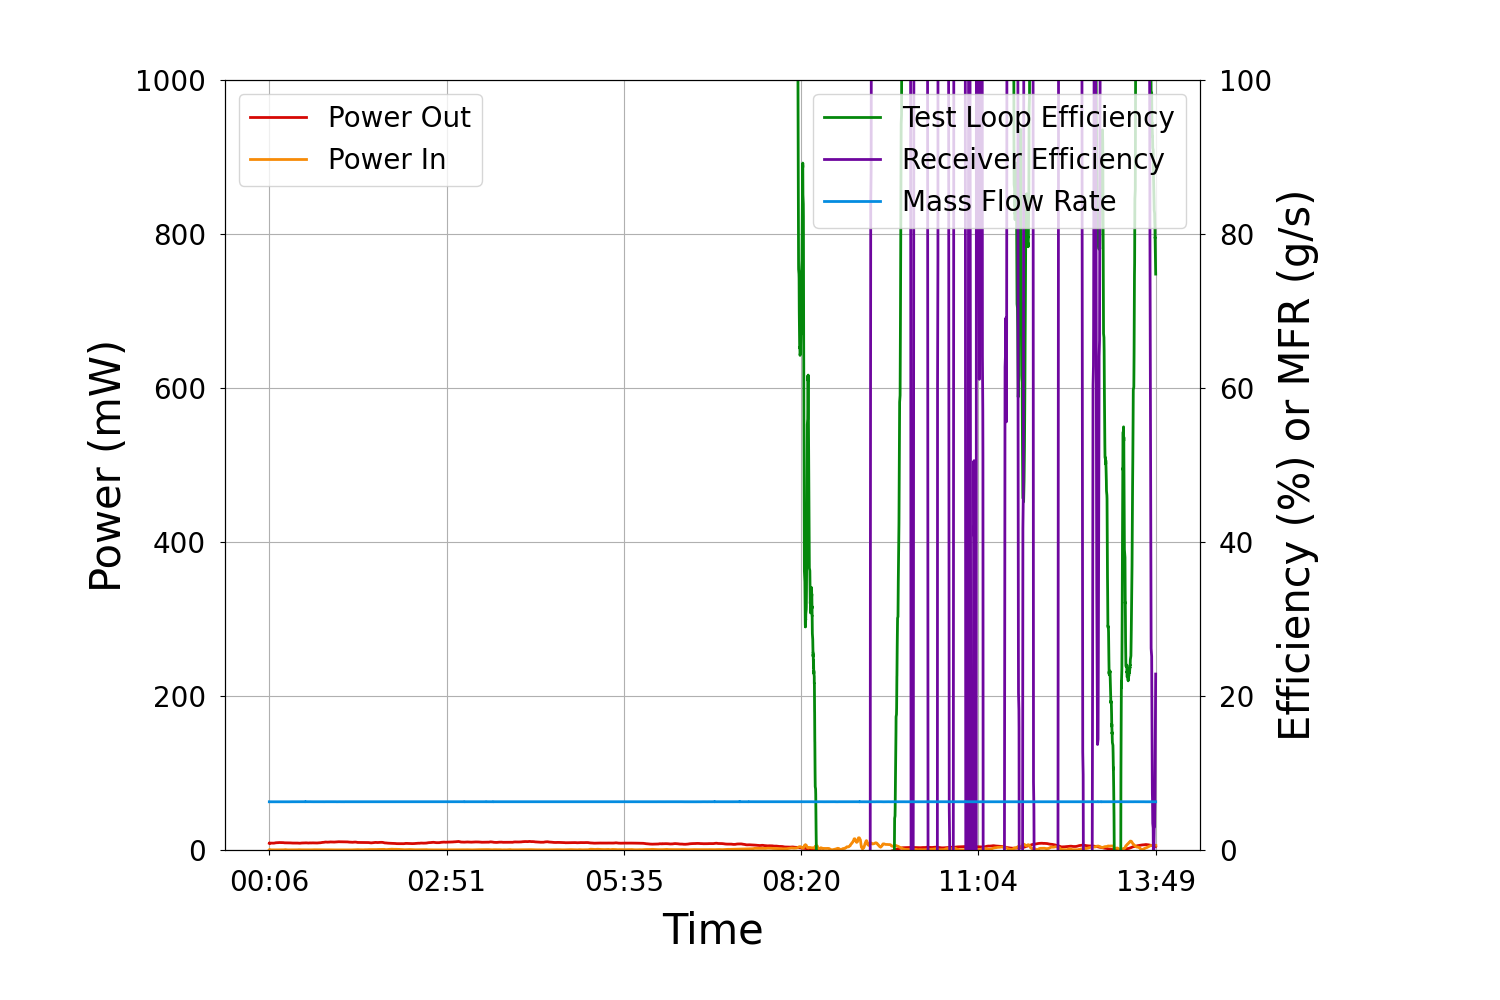 1000
800
600
400
200
0
Power (mW)
Power Out
Power In
Test Loop Efficiency
Receiver Efficiency
Mass Flow Rate
100
80
60
40
20
0
Efficiency (%) or MFR (g/s)
00:06 02:51 05:35 08:20 11:04 13:49
Time